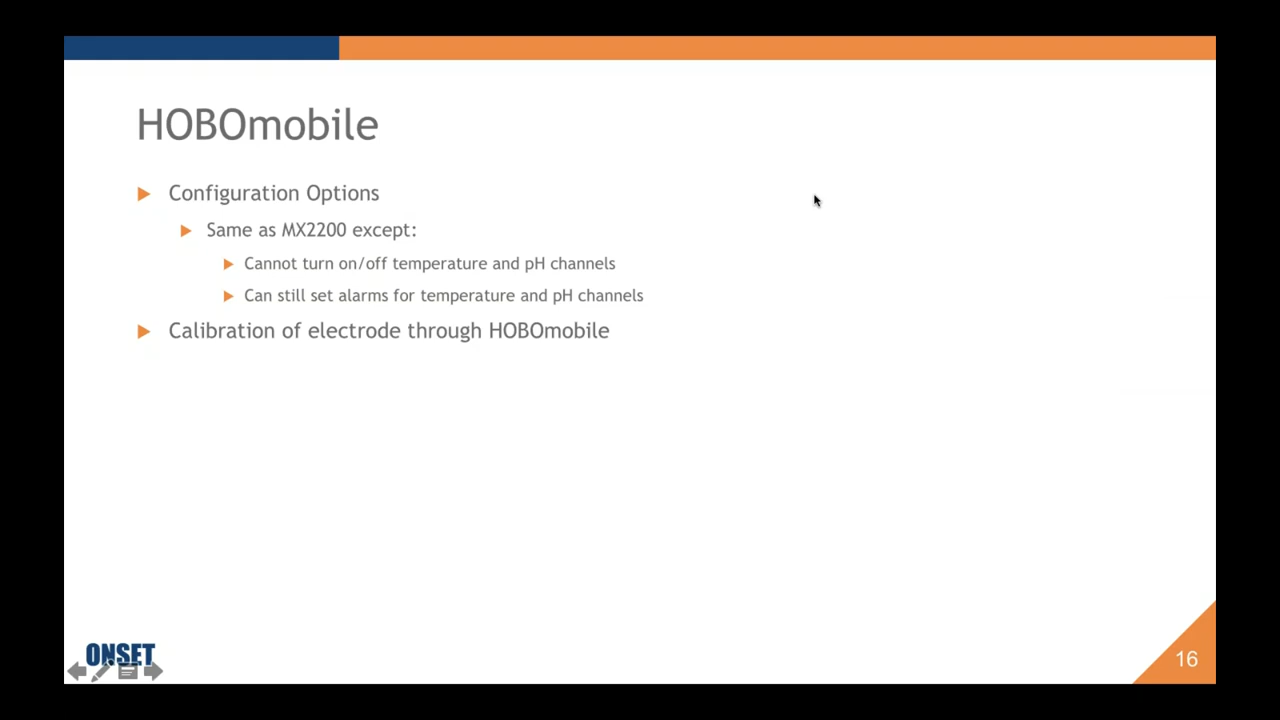 HOBOmobile
Configuration Options
Same as MX2200 except:
Cannot turn on/off temperature and pH channels
Can still set alarms for temperature and pH channels
Calibration of electrode through HOBOmobile
ONSET
16